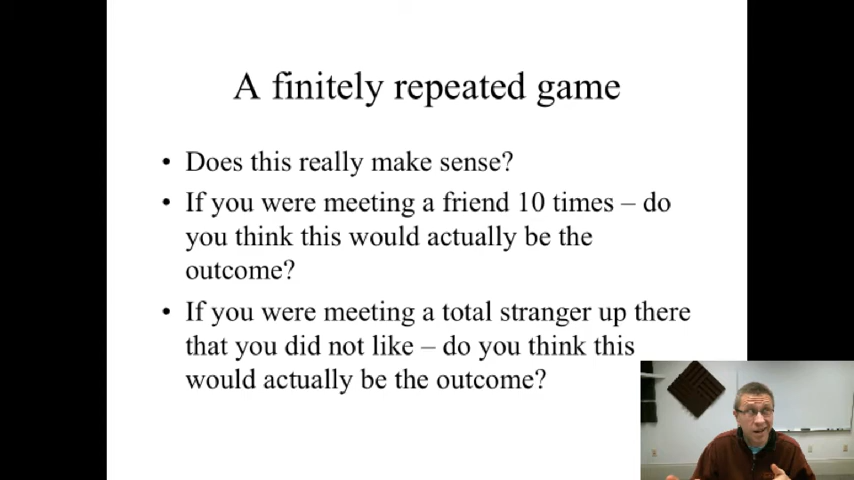 A finitely repeated game
• Does this really make sense?
• If you were meeting a friend 10 times – do
you think this would actually be the
outcome?
• If you were meeting a total stranger up there
that you did not like – do you think this
would actually be the outcome?